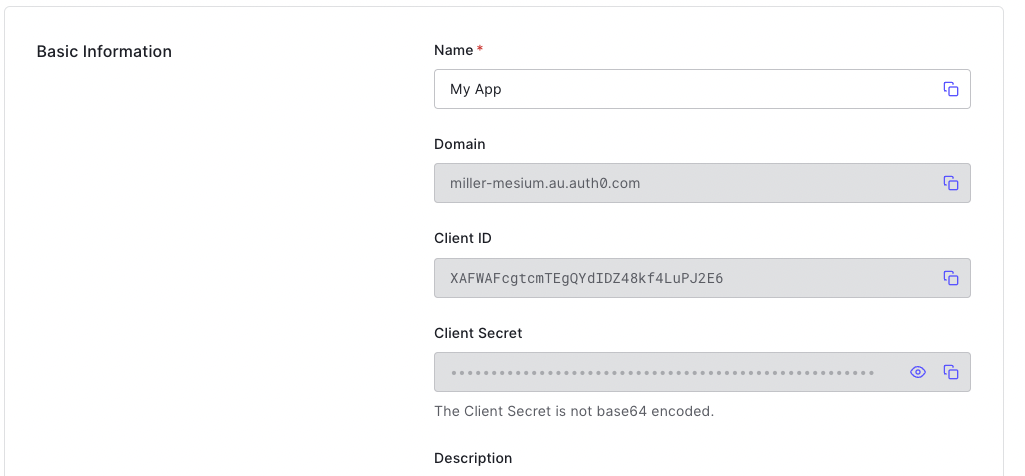 Basic Information
Name *
My App
Domain
miller-mesium.au.auth0.com
Client ID
XAFWAFcgtcmTEgQYdIDZ48kf4LuPJ2E6
Client Secret
The Client Secret is not base64 encoded.
Description